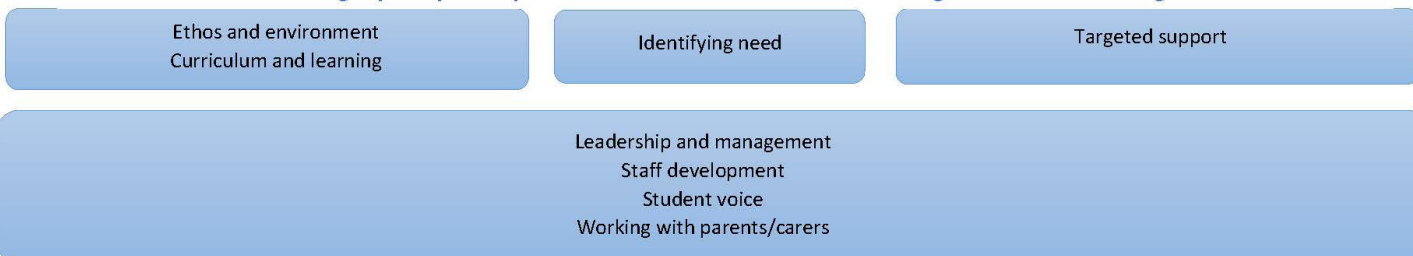 Ethos and environment
Curriculum and learning
Identifying need
Targeted support
Leadership and management
Staff development
Student voice
Working with parents/carers